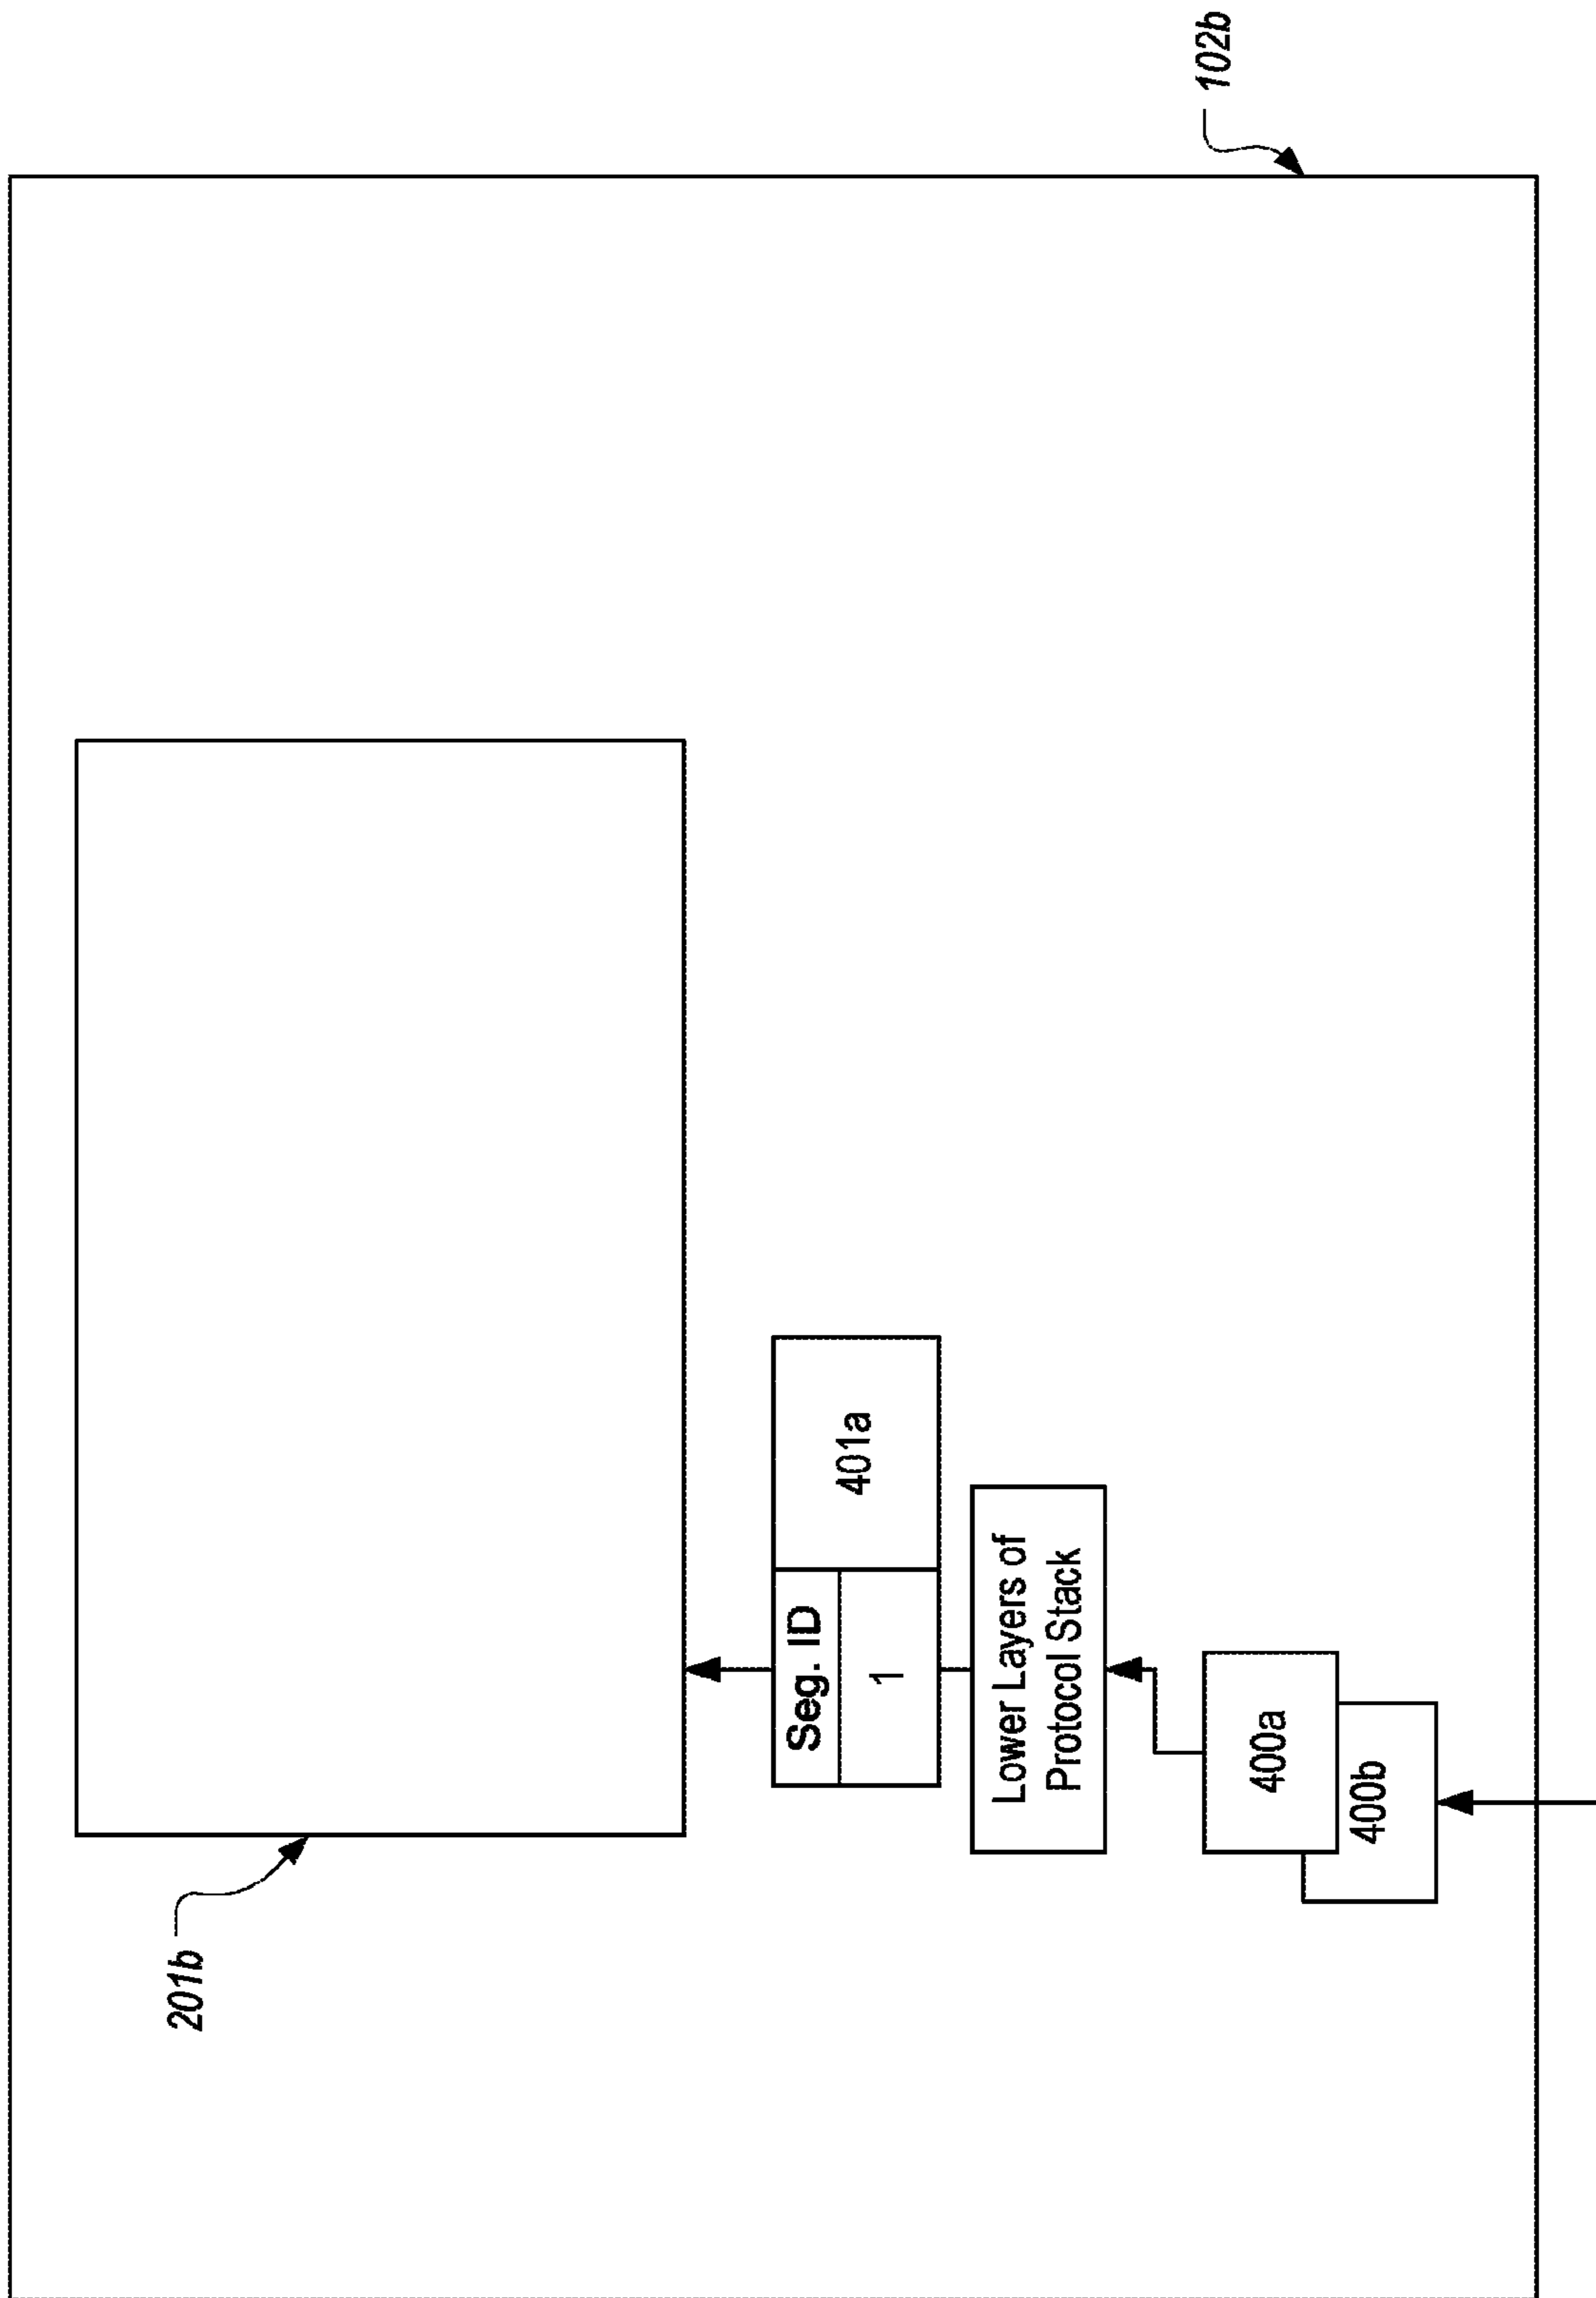 102b
201b
Seg. ID
1
401a
Lower Layers of
Protocol Stack
400a
400b